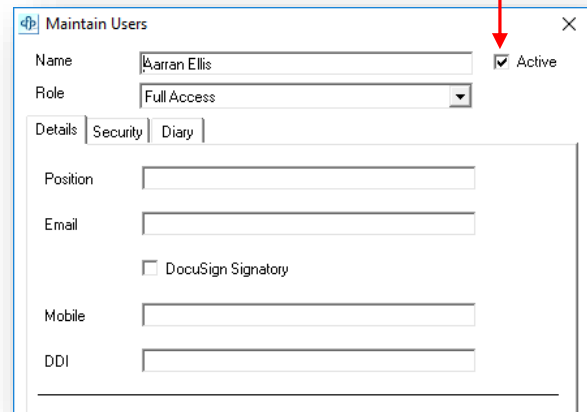 Maintain Users
Name Aarran Ellis Active
Role Full Access
Details Security Diary
Position
Email
DocuSign Signatory
Mobile
DDI